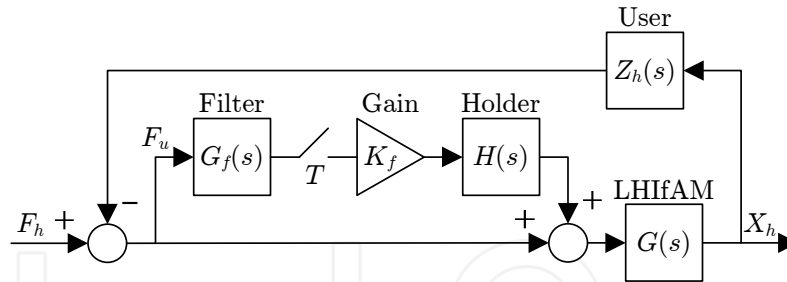 User
Z_h(s)
Filter
Gain
Holder
F_u
G_f(s)
T
K_f
H(s)
LHIfAM
F_h
+
−
+
+
G(s)
X_h